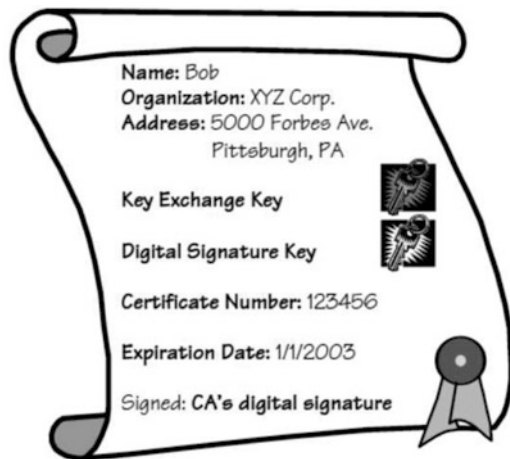 Name: Bob
Organization: XYZ Corp.
Address: 5000 Forbes Ave.
Pittsburgh, PA
Key Exchange Key
Digital Signature Key
Certificate Number: 123456
Expiration Date: 1/1/2003
Signed: CA's digital signature